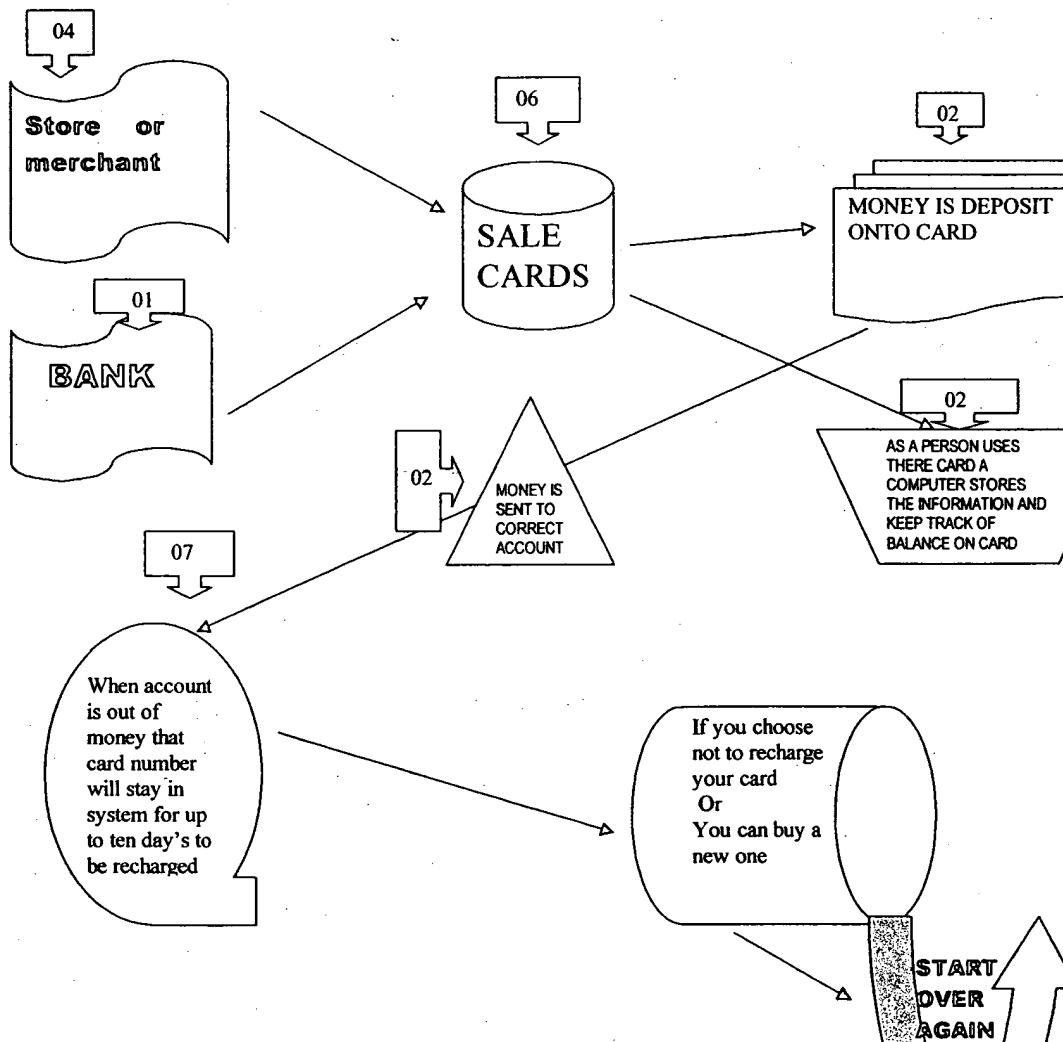 04
Store or
merchant
06
SALE
CARDS
02
MONEY IS DEPOSIT
ONTO CARD
01
BANK
02
MONEY IS
SENT TO
CORRECT
ACCOUNT
02
AS A PERSON USES
THERE CARD A
COMPUTER STORES
THE INFORMATION AND
KEEP TRACK OF
BALANCE ON CARD
07
When account
is out of
money that
card number
will stay in
system for up
to ten day's to
be recharged
If you choose
not to recharge
your card
Or
You can buy a
new one
START
OVER
AGAIN